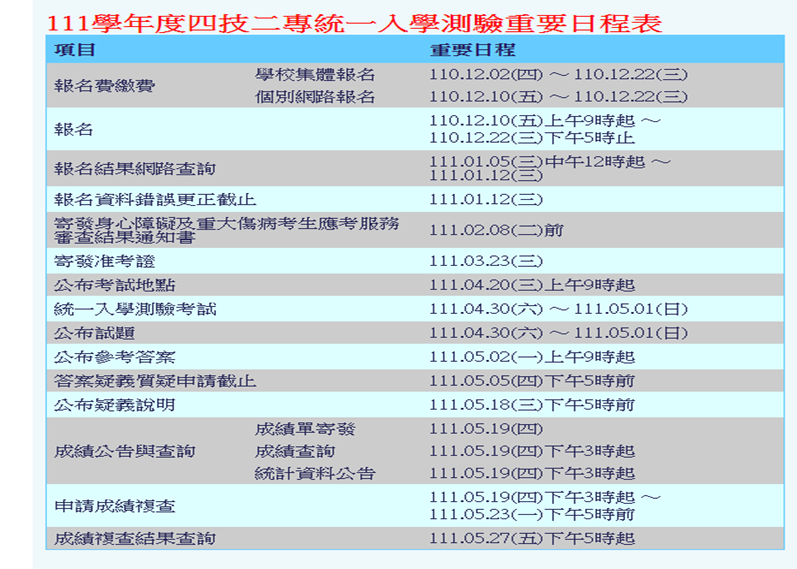 111學年度四技二專統一入學測驗重要日程表
項目 重要日程
報名費繳費 學校集體報名 110.12.02(四) ～ 110.12.22(三)
個別網路報名 110.12.10(五) ～ 110.12.22(三)
報名 110.12.10(五)上午9時起 ～
110.12.22(三)下午5時止
報名結果網路查詢 111.01.05(三)中午12時起 ～
111.01.12(三)
報名資料錯誤更正截止 111.01.12(三)
寄發身心障礙及重大傷病考生應考服務
審查結果通知書 111.02.08(二)前
寄發准考證 111.03.23(三)
公布考試地點 111.04.20(三)上午9時起
統一入學測驗考試 111.04.30(六) ～ 111.05.01(日)
公布試題 111.04.30(六) ～ 111.05.01(日)
公布參考答案 111.05.02(一)上午9時起
答案疑義質疑申請截止 111.05.05(四)下午5時前
公布疑義說明 111.05.18(三)下午5時前
成績公告與查詢 成績單寄發 111.05.19(四)
成績查詢 111.05.19(四)下午3時起
統計資料公告 111.05.19(四)下午3時起
申請成績複查 111.05.19(四)下午3時起 ～
111.05.23(一)下午5時前
成績複查結果查詢 111.05.27(五)下午5時起